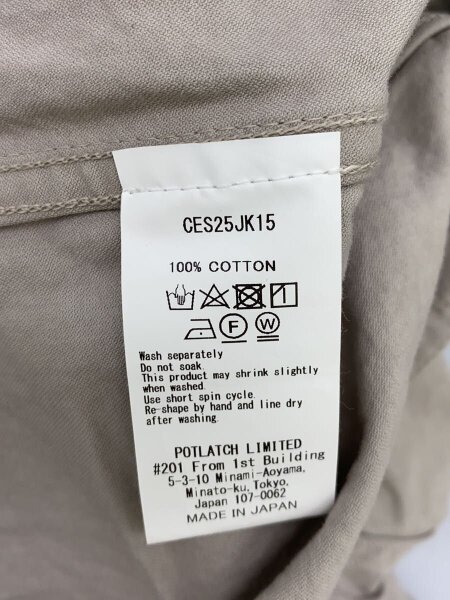 CES25JK15
100% COTTON
F W
Wash separately
Do not soak.
This product may shrink slightly
when washed.
Use short spin cycle.
Re-shape by hand and line dry
after washing.
POTLATCH LIMITED
#201 From 1st Building
5-3-10 Minami-Aoyama,
Minato-ku, Tokyo,
Japan 107-0062
MADE IN JAPAN